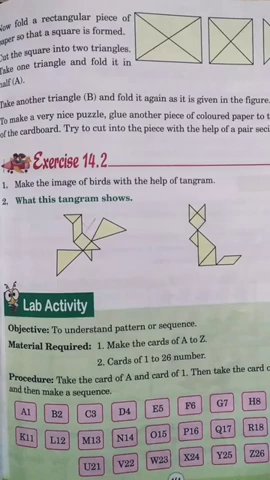 Now fold a rectangular piece of
paper so that a square is formed.
Cut the square into two triangles.
Take one triangle and fold it in
half (A).
Take another triangle (B) and fold it again as it is given in the figure.
To make a very nice puzzle, glue another piece of coloured paper to
of the cardboard. Try to cut into the piece with the help of a pair
Exercise 14.2
1. Make the image of birds with the help of tangram.
2. What this tangram shows.
Lab Activity
Objective: To understand pattern or sequence.
Material Required: 1. Make the cards of A to Z.
2. Cards of 1 to 26 number.
Procedure: Take the card of A and card of 1. Then take the card
and then make a sequence.
A1 B2 C3 D4 E5 F6 G7 H8
K11 L12 M13 N14 O15 P16 Q17 R18
U21 V22 W23 X24 Y25 Z26